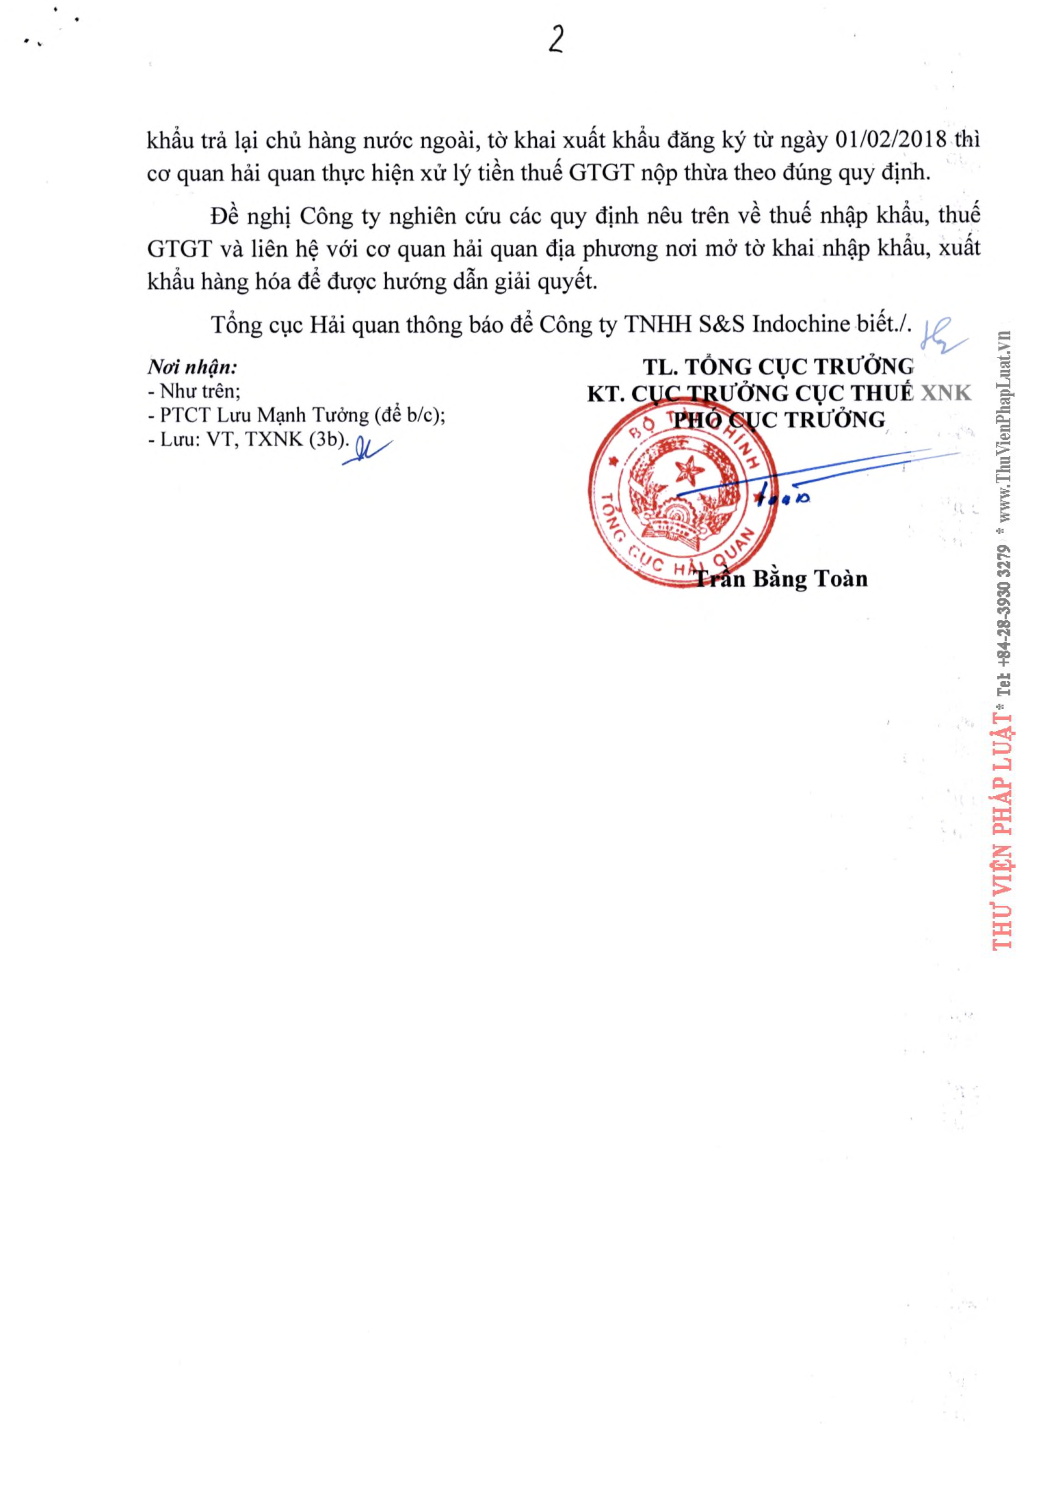 2
khẩu trả lại chủ hàng nước ngoài, tờ khai xuất khẩu đăng ký từ ngày 01/02/2018 thì
cơ quan hải quan thực hiện xử lý tiền thuế GTGT nộp thừa theo đúng quy định.
Đề nghị Công ty nghiên cứu các quy định nêu trên về thuế nhập khẩu, thuế
GTGT và liên hệ với cơ quan hải quan địa phương nơi mở tờ khai nhập khẩu, xuất
khẩu hàng hóa để được hướng dẫn giải quyết.
Tổng cục Hải quan thông báo để Công ty TNHH S&S Indochine biết./.
Nơi nhận:
- Như trên;
- PTCT Lưu Mạnh Tưởng (để b/c);
- Lưu: VT, TXNK (3b).
TL. TỔNG CỤC TRƯỞNG
KT. CỤC TRƯỞNG CỤC THUẾ XNK
PHÓ CỤC TRƯỞNG
BỘ TÀI CHÍNH
TỔNG CỤC HẢI QUAN
Trần Bằng Toàn
THƯ VIỆN PHÁP LUẬT * Tel: +84-28-3930 3279 * www.ThuVienPhapLuat.vn